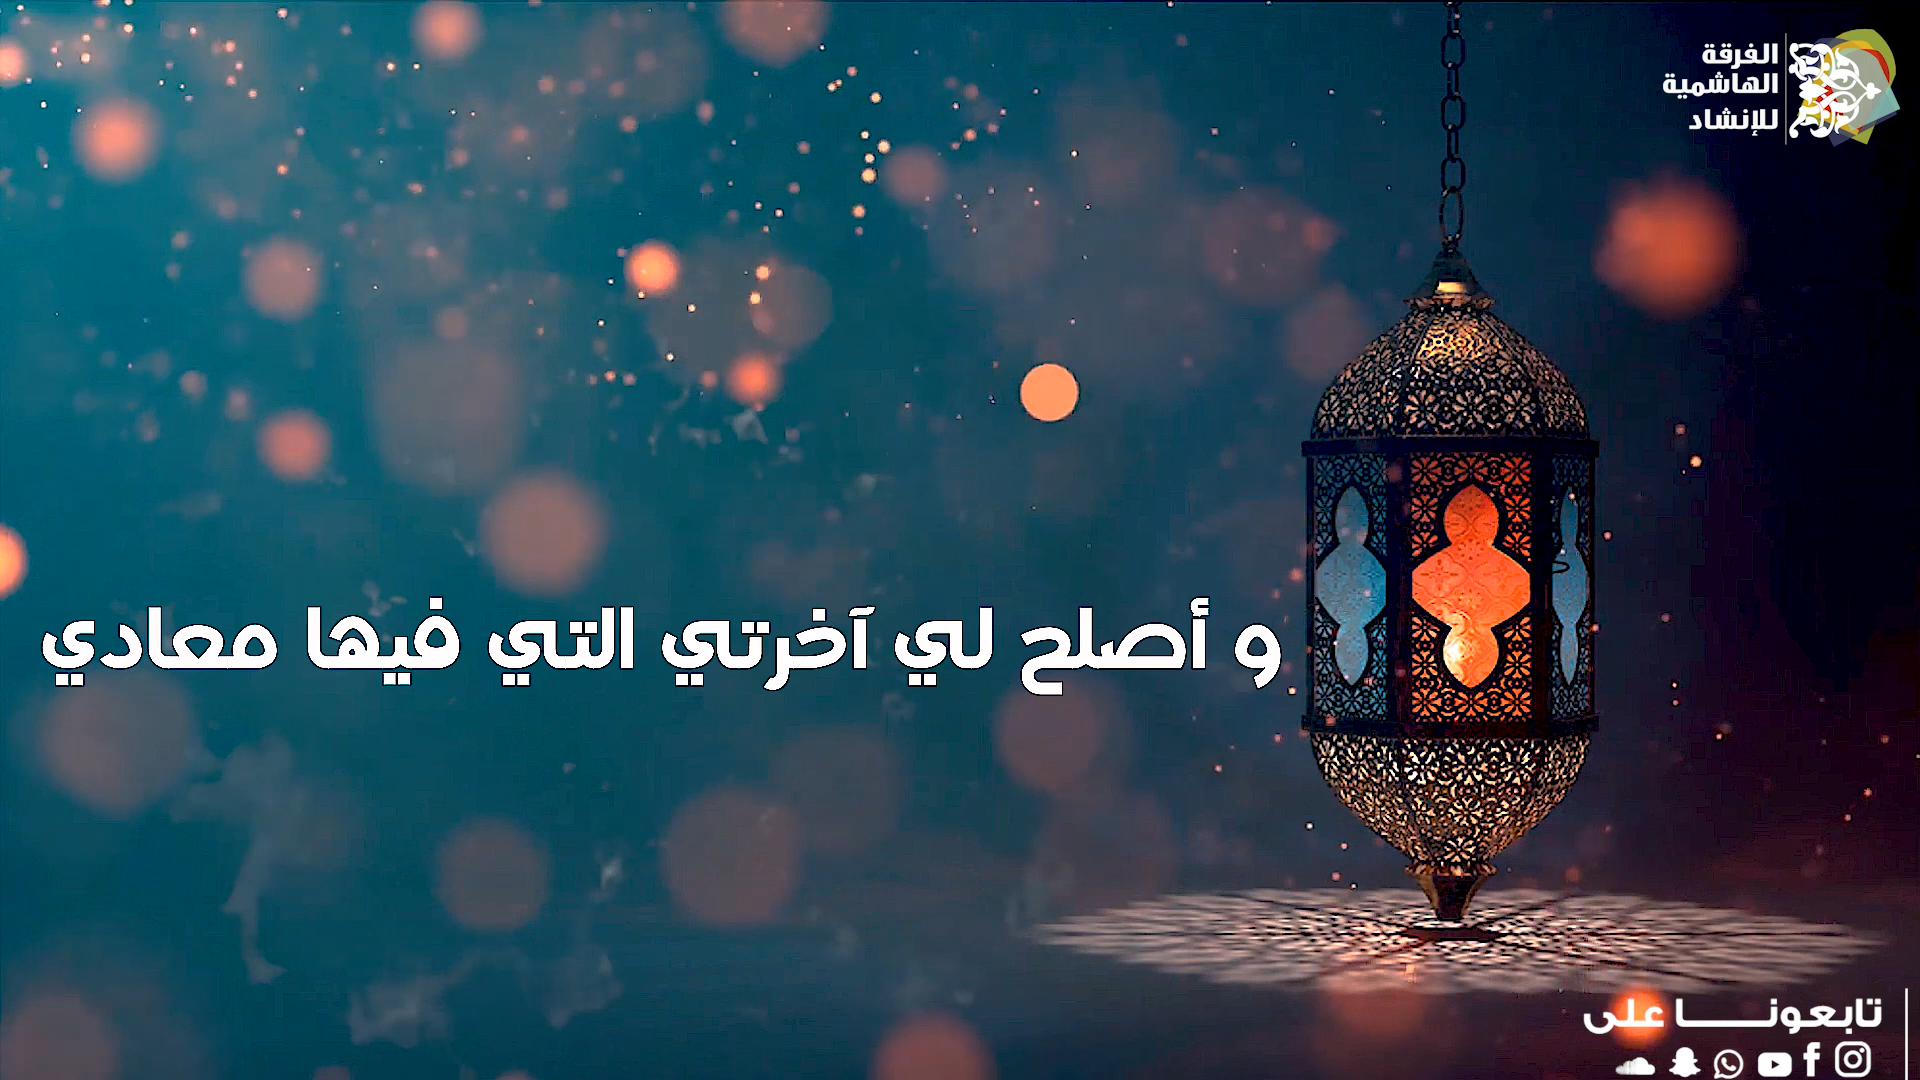 الفرقة
الهاشمية
للإنشاد
و أصلح لي آخرتي التي فيها معادي
تابعونـــــا على